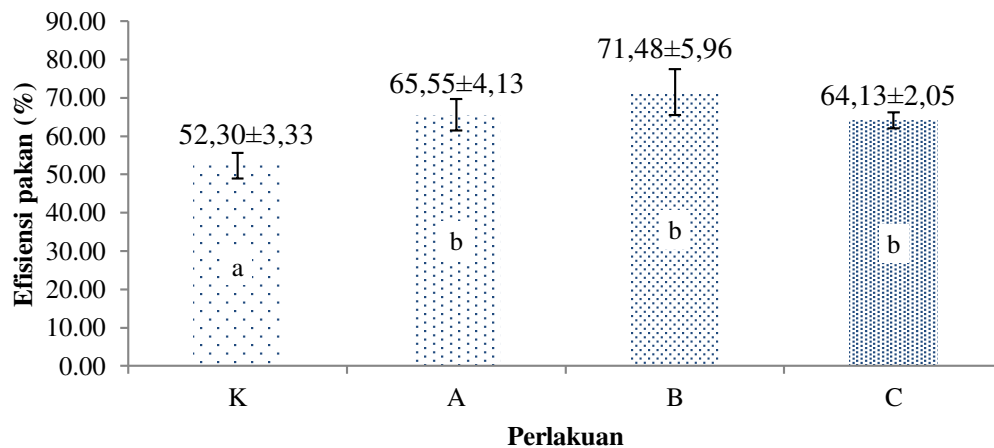 Efisiensi pakan (%)
90.00
80.00
70.00
60.00
50.00
40.00
30.00
20.00
10.00
0.00
52,30±3,33
65,55±4,13
71,48±5,96
64,13±2,05
a
b
b
b
K
A
B
C
Perlakuan